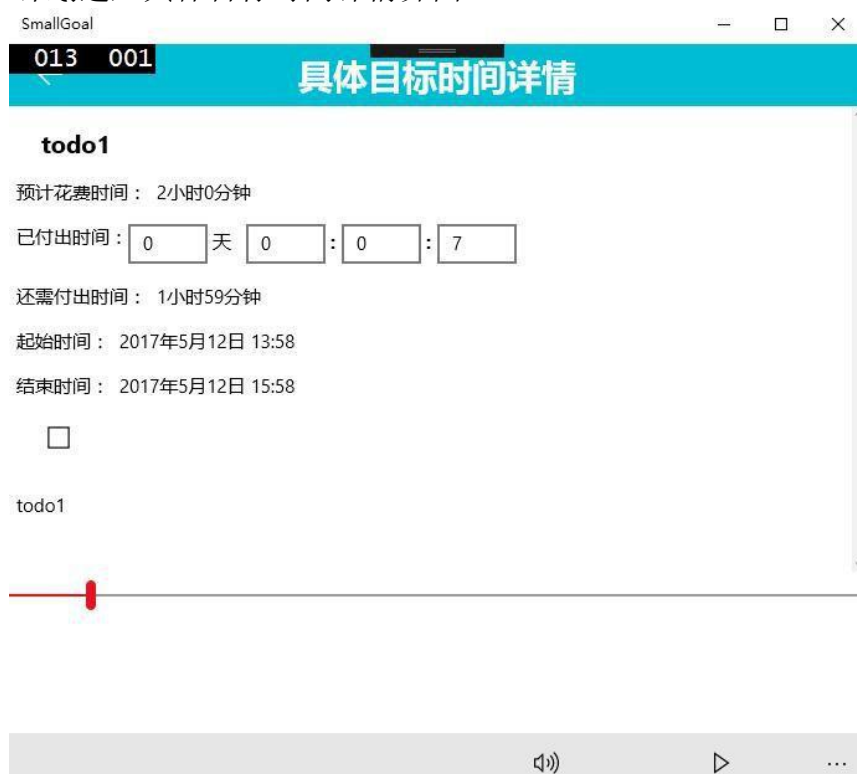 SmallGoal
013 001
具体目标时间详情
todo1
预计花费时间： 2小时0分钟
已付出时间：0天 0：0：7
还需付出时间： 1小时59分钟
起始时间： 2017年5月12日 13:58
结束时间： 2017年5月12日 15:58
todo1